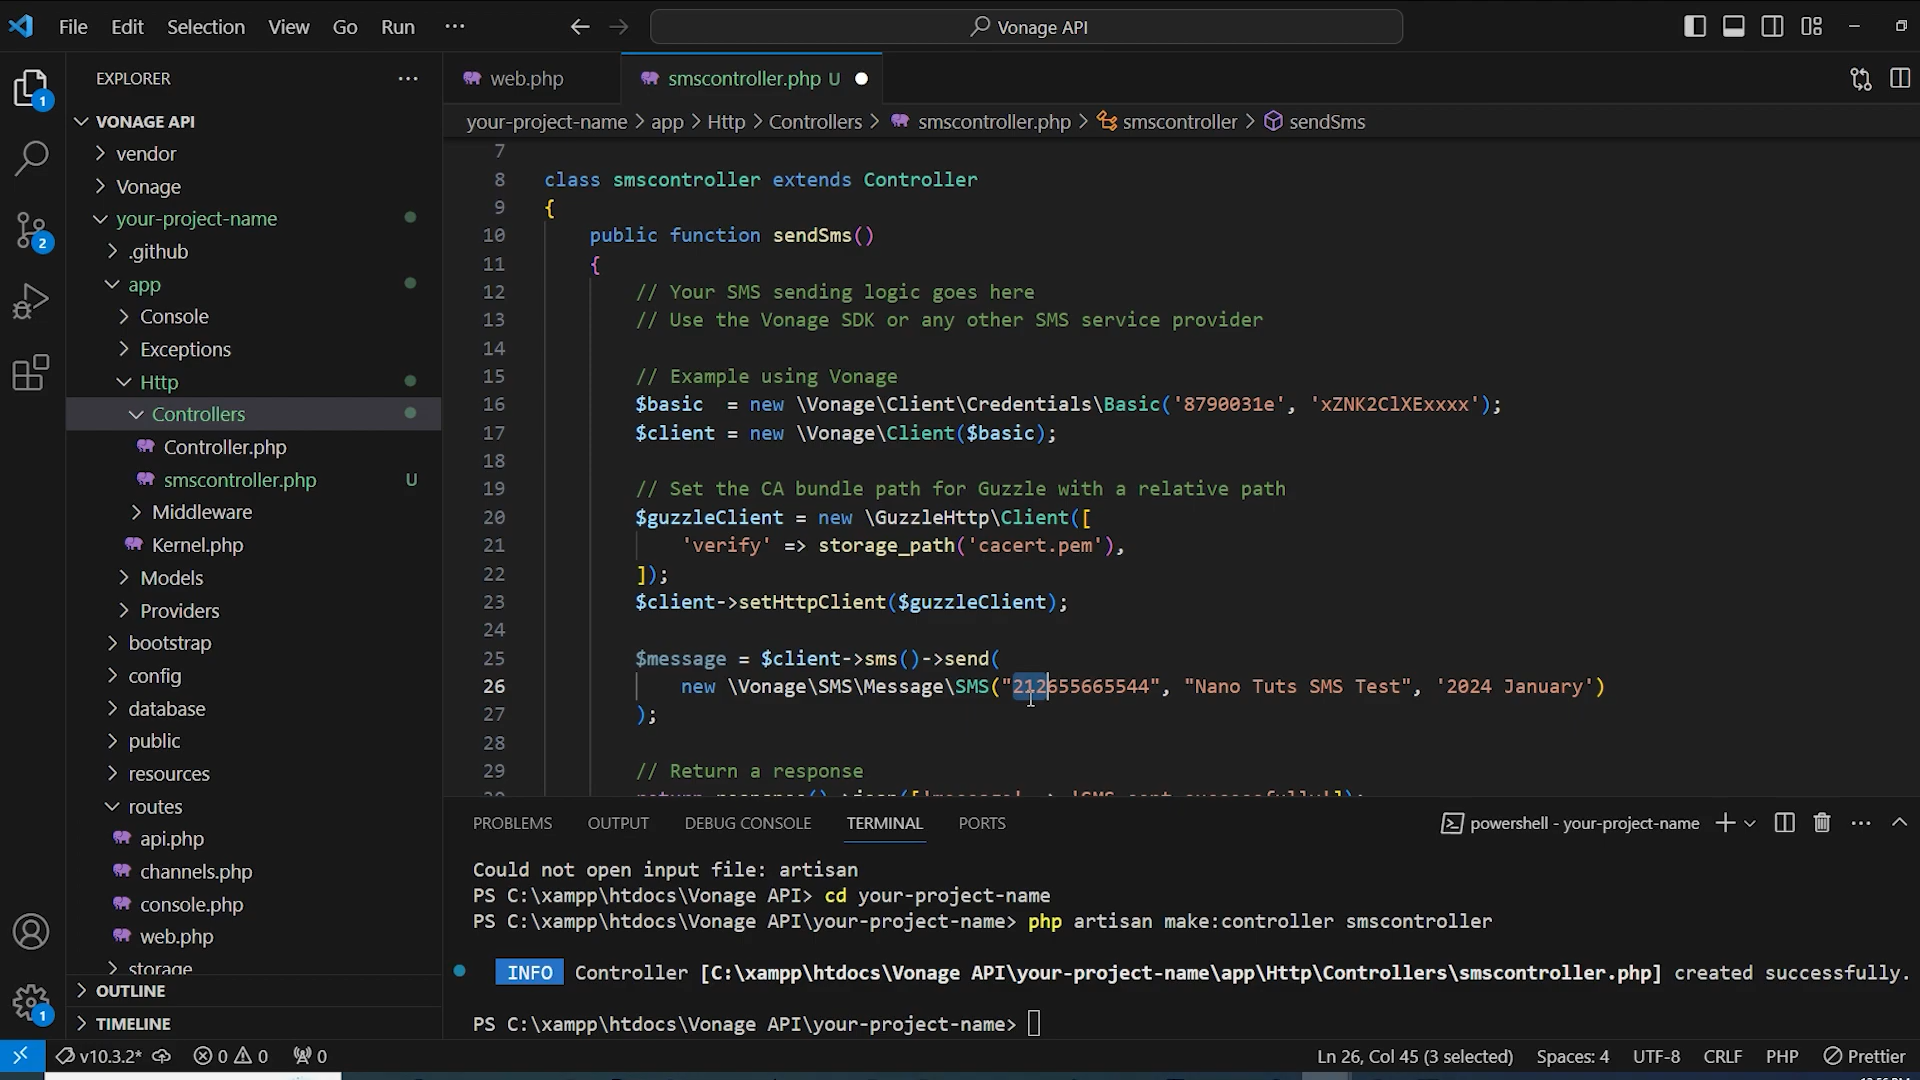 File Edit Selection View Go Run ···
Vonage API
EXPLORER
VONAGE API
vendor
Vonage
your-project-name
.github
app
Console
Exceptions
Http
Controllers
Controller.php
smscontroller.php U
Middleware
Kernel.php
Models
Providers
bootstrap
config
database
public
resources
routes
api.php
channels.php
console.php
web.php
storage
OUTLINE
TIMELINE
1
2
1
web.php
smscontroller.php U
your-project-name > app > Http > Controllers > smscontroller.php > smscontroller > sendSms
7
8 class smscontroller extends Controller
9 {
10 public function sendSms()
11 {
12 // Your SMS sending logic goes here
13 // Use the Vonage SDK or any other SMS service provider
14
15 // Example using Vonage
16 $basic  = new \Vonage\Client\Credentials\Basic('8790031e', 'xZNK2ClXExxxx');
17 $client = new \Vonage\Client($basic);
18
19 // Set the CA bundle path for Guzzle with a relative path
20 $guzzleClient = new \GuzzleHttp\Client([
21 'verify' => storage_path('cacert.pem'),
22 ]);
23 $client->setHttpClient($guzzleClient);
24
25 $message = $client->sms()->send(
26 new \Vonage\SMS\Message\SMS("212655665544", "Nano Tuts SMS Test", '2024 January')
27 );
28
29 // Return a response
30 return response()->json(['message' => 'SMS sent successfully']);
PROBLEMS OUTPUT DEBUG CONSOLE TERMINAL PORTS
powershell - your-project-name
Could not open input file: artisan
PS C:\xampp\htdocs\Vonage API> cd your-project-name
PS C:\xampp\htdocs\Vonage API\your-project-name> php artisan make:controller smscontroller
INFO Controller [C:\xampp\htdocs\Vonage API\your-project-name\app\Http\Controllers\smscontroller.php] created successfully.
PS C:\xampp\htdocs\Vonage API\your-project-name>
v10.3.2* 0 0 0
Ln 26, Col 45 (3 selected) Spaces: 4 UTF-8 CRLF PHP Prettier